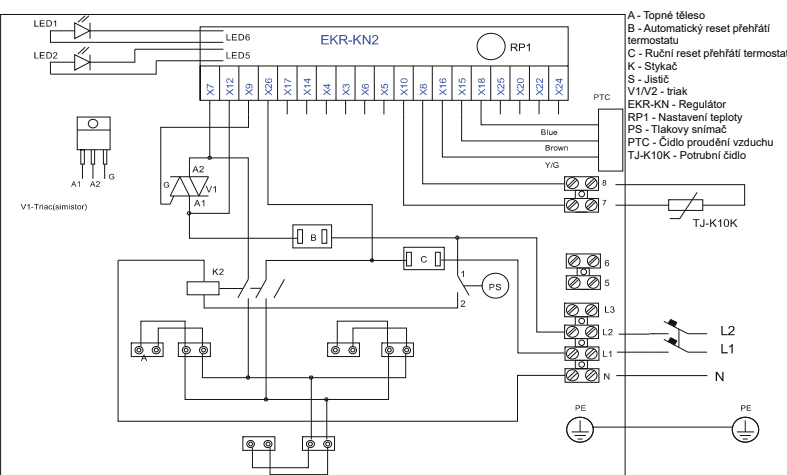 LED1
LED2
LED6
LED5
EKR-KN2
RP1
X7
X12
X9
X26
X17
X14
X4
X3
X6
X5
X10
X8
X16
X15
X18
X25
X20
X22
X24
A - Topné těleso
B - Automatický reset přehřátí
termostatu
C - Ruční reset přehřátí termostat
K - Stykač
S - Jistič
V1/V2 - triak
EKR-KN - Regulátor
RP1 - Nastavení teploty
PS - Tlakovy snímač
PTC - Čidlo proudění vzduchu
TJ-K10K - Potrubní čidlo
PTC
Blue
Brown
Y/G
A1 A2 G
V1-Triac(simistor)
A2
G
V1
A1
8
7
TJ-K10K
B
C
K2
1
PS
2
6
5
L3
L2
L1
N
L2
L1
N
A
PE
PE